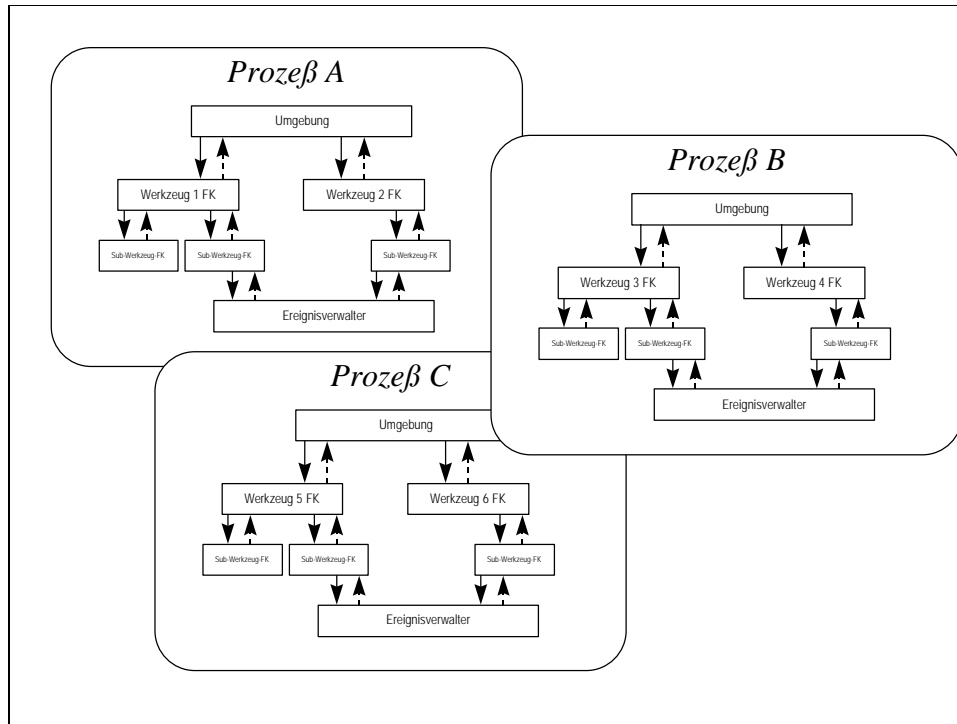 Prozeß A
Umgebung
Werkzeug 1 FK
Werkzeug 2 FK
Sub-Werkzeug-FK
Sub-Werkzeug-FK
Sub-Werkzeug-FK
Ereignisverwalter
Prozeß B
Umgebung
Werkzeug 3 FK
Werkzeug 4 FK
Sub-Werkzeug-FK
Sub-Werkzeug-FK
Sub-Werkzeug-FK
Ereignisverwalter
Prozeß C
Umgebung
Werkzeug 5 FK
Werkzeug 6 FK
Sub-Werkzeug-FK
Sub-Werkzeug-FK
Sub-Werkzeug-FK
Ereignisverwalter